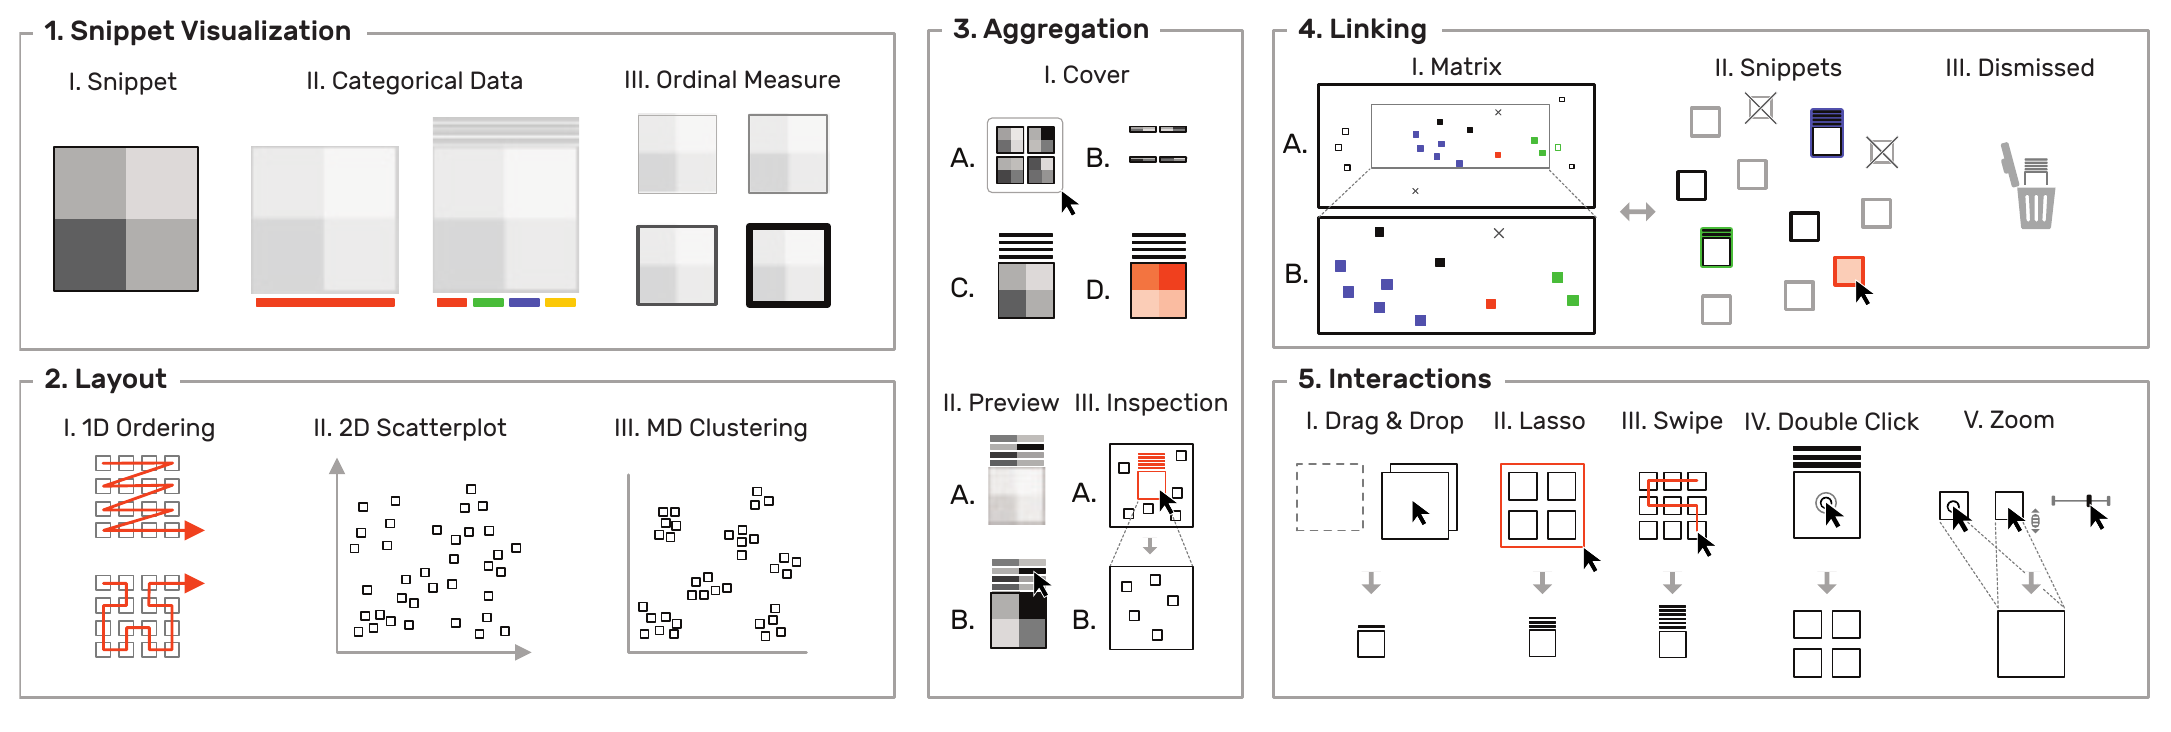 1. Snippet Visualization
I. Snippet
II. Categorical Data
III. Ordinal Measure
2. Layout
I. 1D Ordering
II. 2D Scatterplot
III. MD Clustering
3. Aggregation
I. Cover
A.
B.
C.
D.
II. Preview
III. Inspection
A.
A.
B.
B.
4. Linking
I. Matrix
II. Snippets
III. Dismissed
A.
B.
5. Interactions
I. Drag & Drop
II. Lasso
III. Swipe
IV. Double Click
V. Zoom